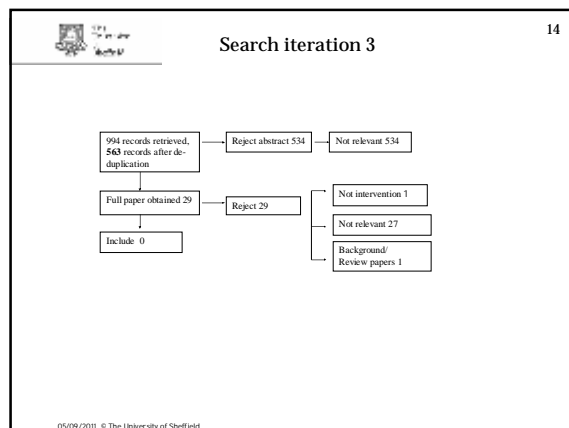 Search iteration 3
14
994 records retrieved,
563 records after de-
duplication
Reject abstract 534
Not relevant 534
Full paper obtained 29
Reject 29
Not intervention 1
Not relevant 27
Background/
Review papers 1
Include 0
05/09/2011 © The University of Sheffield